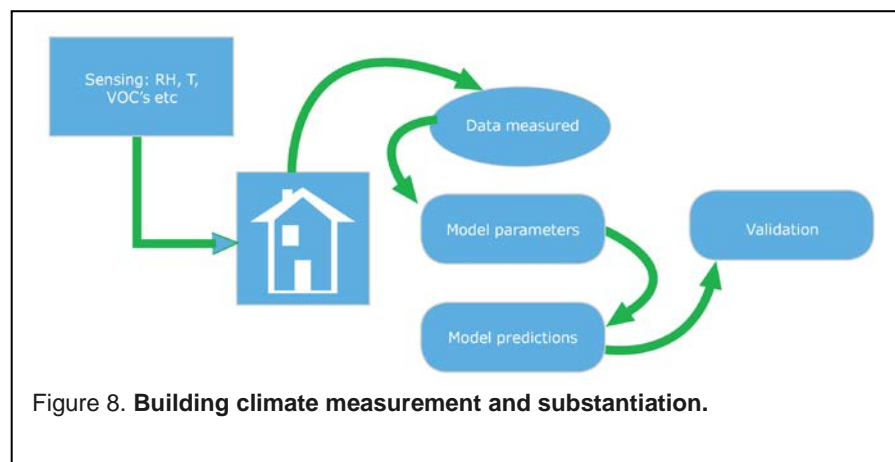 Sensing: RH, T,
VOC's etc
Data measured
Model parameters
Validation
Model predictions
Figure 8. Building climate measurement and substantiation.